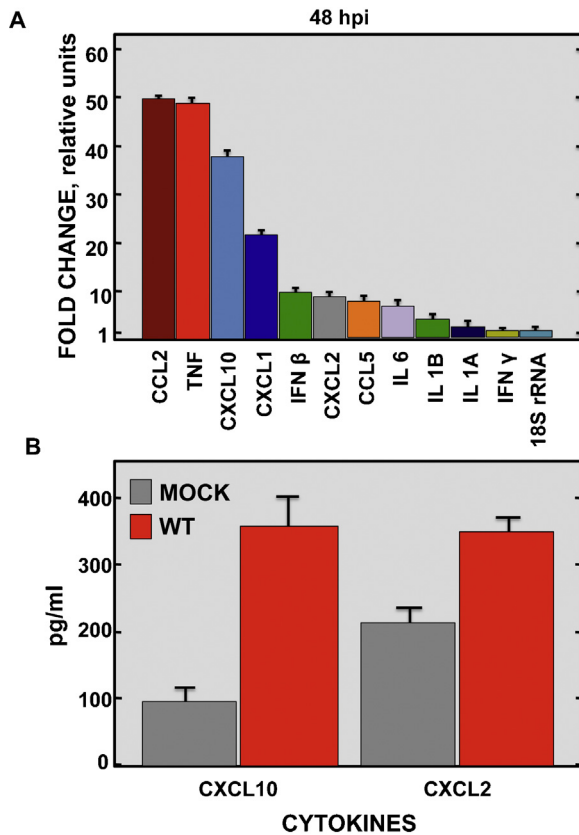 A
48 hpi
FOLD CHANGE, relative units
60
50
40
30
20
10
1
CCL2
TNF
CXCL10
CXCL1
IFN β
CXCL2
CCL5
IL 6
IL 1B
IL 1A
IFN γ
18S rRNA
B
MOCK
WT
pg/ml
400
300
200
100
0
CXCL10 CXCL2
CYTOKINES